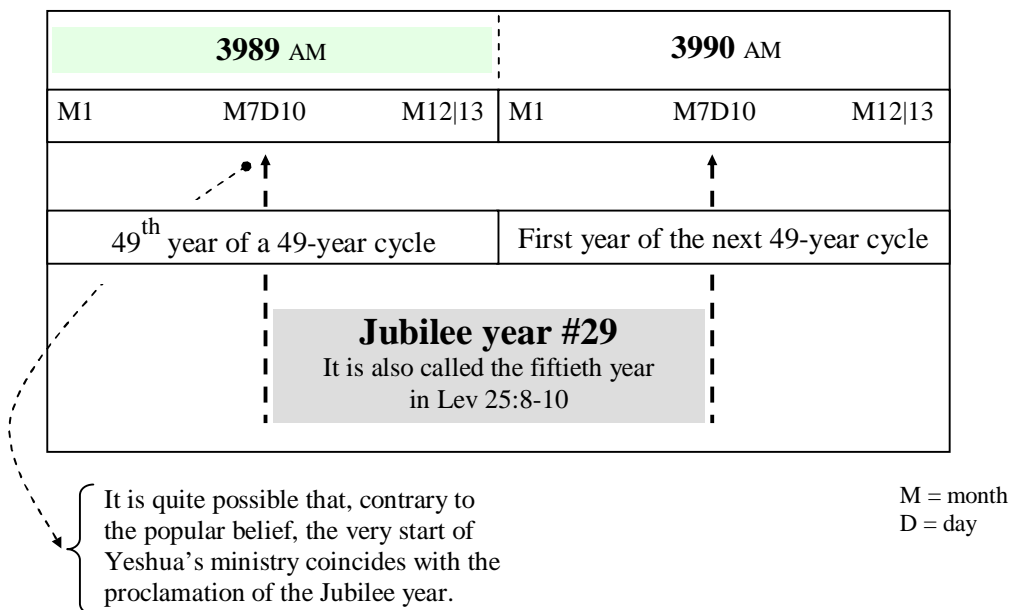 3989 AM 3990 AM
M1 M7D10 M12|13 M1 M7D10 M12|13
49th year of a 49-year cycle First year of the next 49-year cycle
Jubilee year #29
It is also called the fiftieth year
in Lev 25:8-10
It is quite possible that, contrary to
the popular belief, the very start of
Yeshua’s ministry coincides with the
proclamation of the Jubilee year.
M = month
D = day